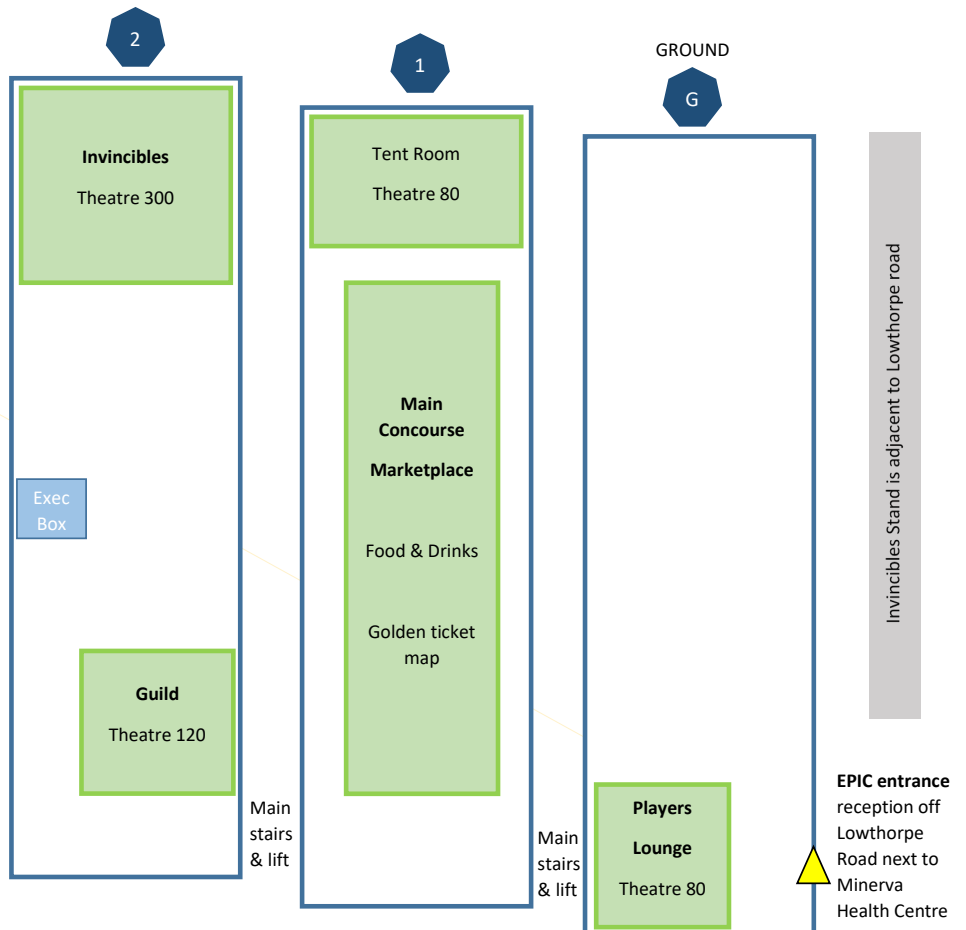 2
Invincibles
Theatre 300
Exec
Box
Guild
Theatre 120
Main
stairs
& lift
1
Tent Room
Theatre 80
Main
Concourse
Marketplace
Food & Drinks
Golden ticket
map
Main
stairs
& lift
GROUND
G
Players
Lounge
Theatre 80
Invincibles Stand is adjacent to Lowthorpe road
EPIC entrance
reception off
Lowthorpe
Road next to
Minerva
Health Centre